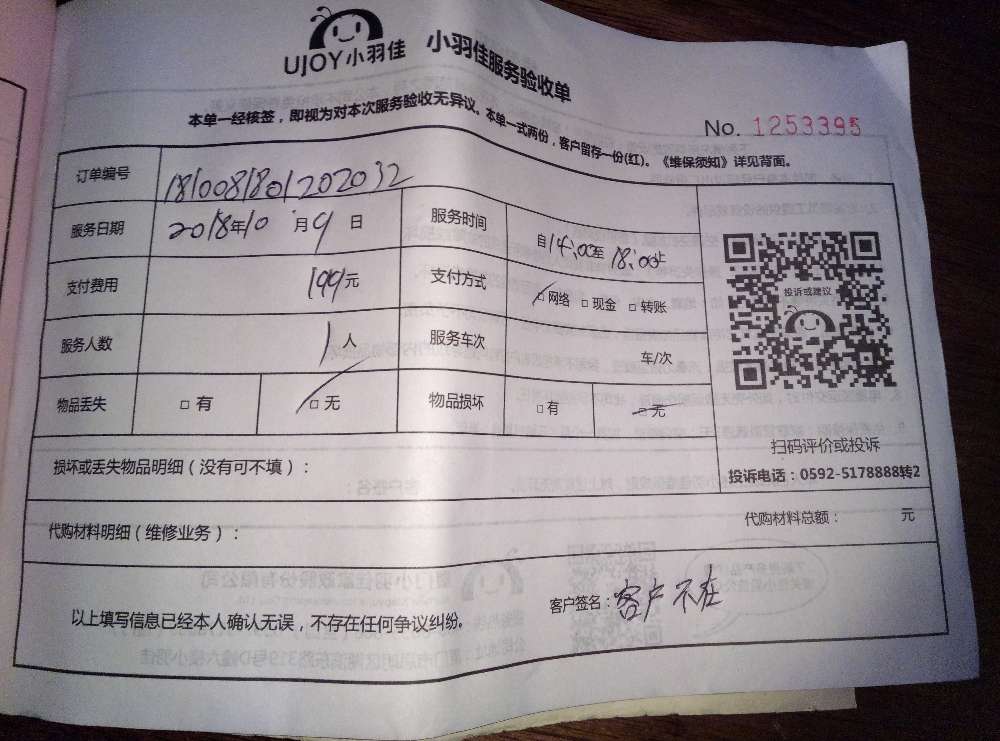 UJOY小羽佳 小羽佳服务验收单
本单一经核签，即视为对本次服务验收无异议。本单一式两份，客户留存一份(红)。《维保须知》详见背面。
No. 1253395
订单编号 1810081801202032
服务日期 2018年10月9日 服务时间 自14:00至18:00止
支付费用 199元 支付方式 □网络 □现金 □转账
服务人数 1人 服务车次 车/次
物品丢失 □有 □无 物品损坏 □有 □无
投诉或建议
扫码评价或投诉
投诉电话：0592-5178888转2
损坏或丢失物品明细（没有可不填）：
代购材料明细（维修业务）： 代购材料总额： 元
以上填写信息已经本人确认无误，不存在任何争议纠纷。 客户签名：客户不在